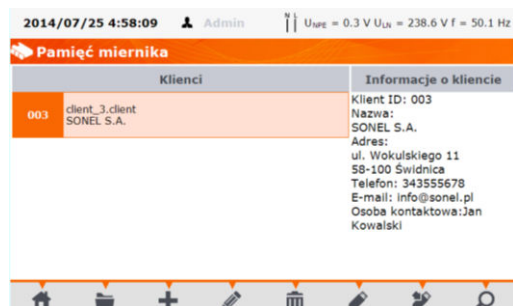 2014/07/25 4:58:09 Admin N L UNPE = 0.3 V ULN = 238.6 V f = 50.1 Hz
Pamięć miernika
Klienci
003 client_3.client
SONEL S.A.
Informacje o kliencie
Klient ID: 003
Nazwa:
SONEL S.A.
Adres:
ul. Wokulskiego 11
58-100 Świdnica
Telefon: 343555678
E-mail: info@sonel.pl
Osoba kontaktowa:Jan
Kowalski